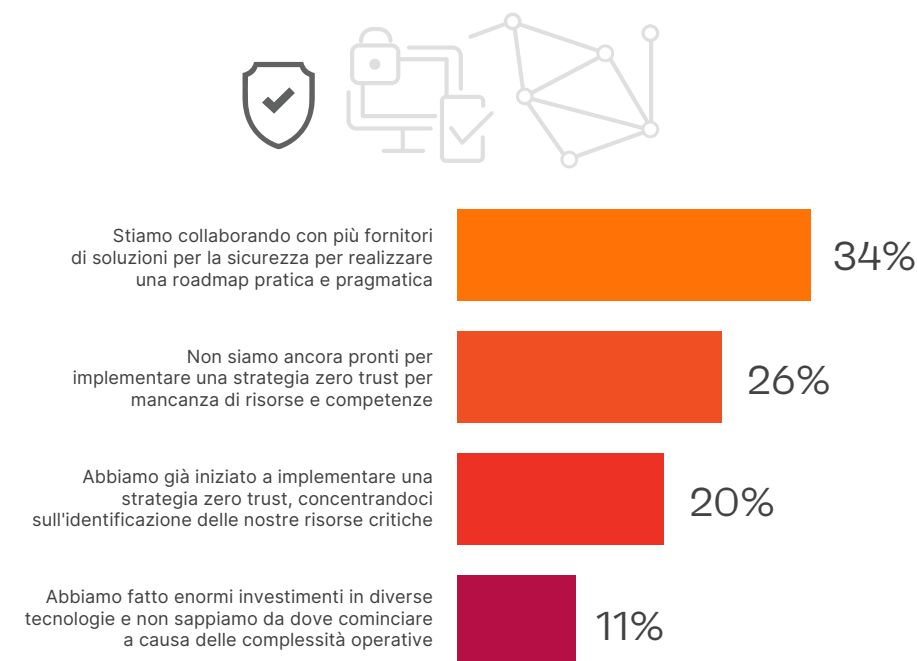 Stiamo collaborando con più fornitori
di soluzioni per la sicurezza per realizzare
una roadmap pratica e pragmatica
34%
Non siamo ancora pronti per
implementare una strategia zero trust per
mancanza di risorse e competenze
26%
Abbiamo già iniziato a implementare una
strategia zero trust, concentrandoci
sull'identificazione delle nostre risorse critiche
20%
Abbiamo fatto enormi investimenti in diverse
tecnologie e non sappiamo da dove cominciare
a causa delle complessità operative
11%